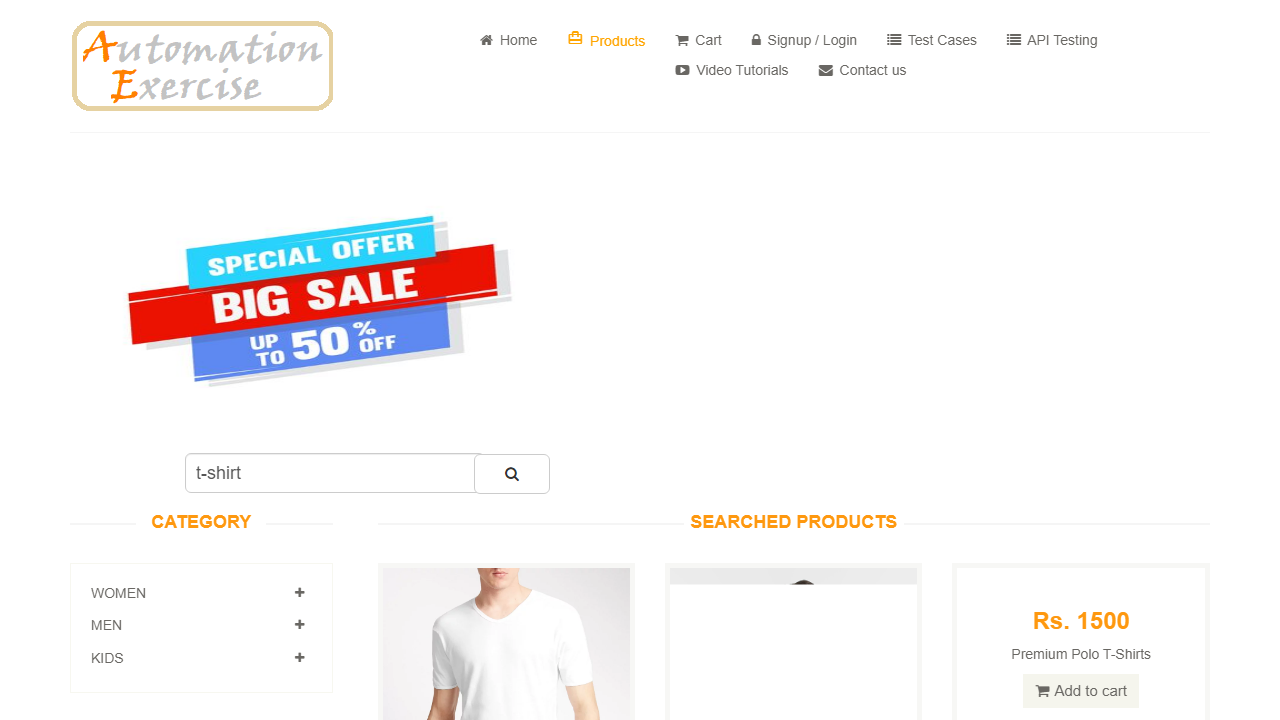 Automation
Exercise
Home
Products
Cart
Signup / Login
Test Cases
API Testing
Video Tutorials
Contact us
SPECIAL OFFER
BIG SALE
UP TO 50% OFF
t-shirt
CATEGORY
SEARCHED PRODUCTS
WOMEN
MEN
KIDS
Rs. 1500
Premium Polo T-Shirts
Add to cart